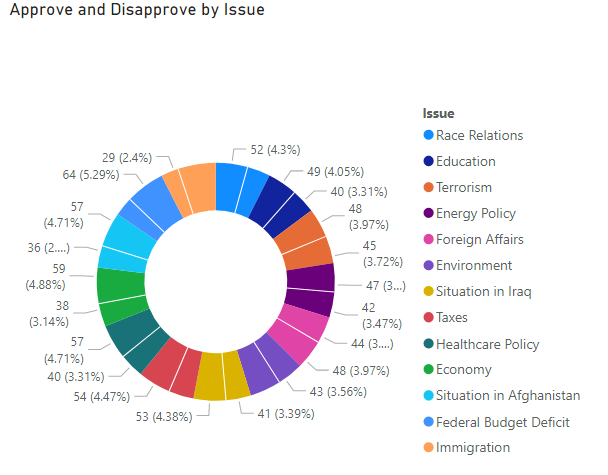 Approve and Disapprove by Issue
Issue
Race Relations
Education
Terrorism
Energy Policy
Foreign Affairs
Environment
Situation in Iraq
Taxes
Healthcare Policy
Economy
Situation in Afghanistan
Federal Budget Deficit
Immigration
52 (4.3%)
49 (4.05%)
40 (3.31%)
48
(3.97%)
45
(3.72%)
47 (3...)
42
(3.47%)
44 (3....)
48 (3.97%)
43 (3.56%)
41 (3.39%)
53 (4.38%)
54 (4.47%)
40 (3.31%)
57
(4.71%)
38
(3.14%)
59
(4.88%)
36 (2....)
57
(4.71%)
64 (5.29%)
29 (2.4%)